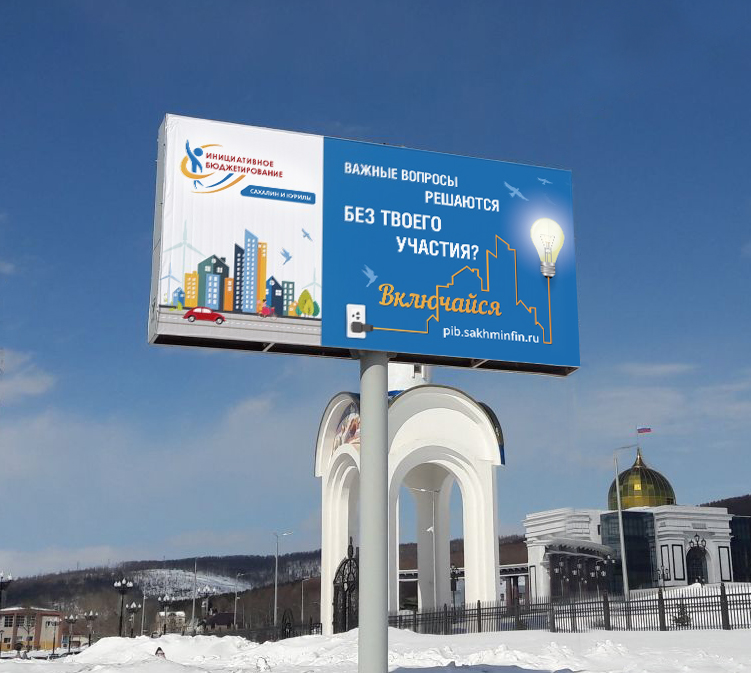 ИНИЦИАТИВНОЕ
БЮДЖЕТИРОВАНИЕ
САХАЛИН И КУРИЛЫ
ВАЖНЫЕ ВОПРОСЫ
РЕШАЮТСЯ
БЕЗ ТВОЕГО
УЧАСТИЯ?
Включайся
pib.sakhminfin.ru